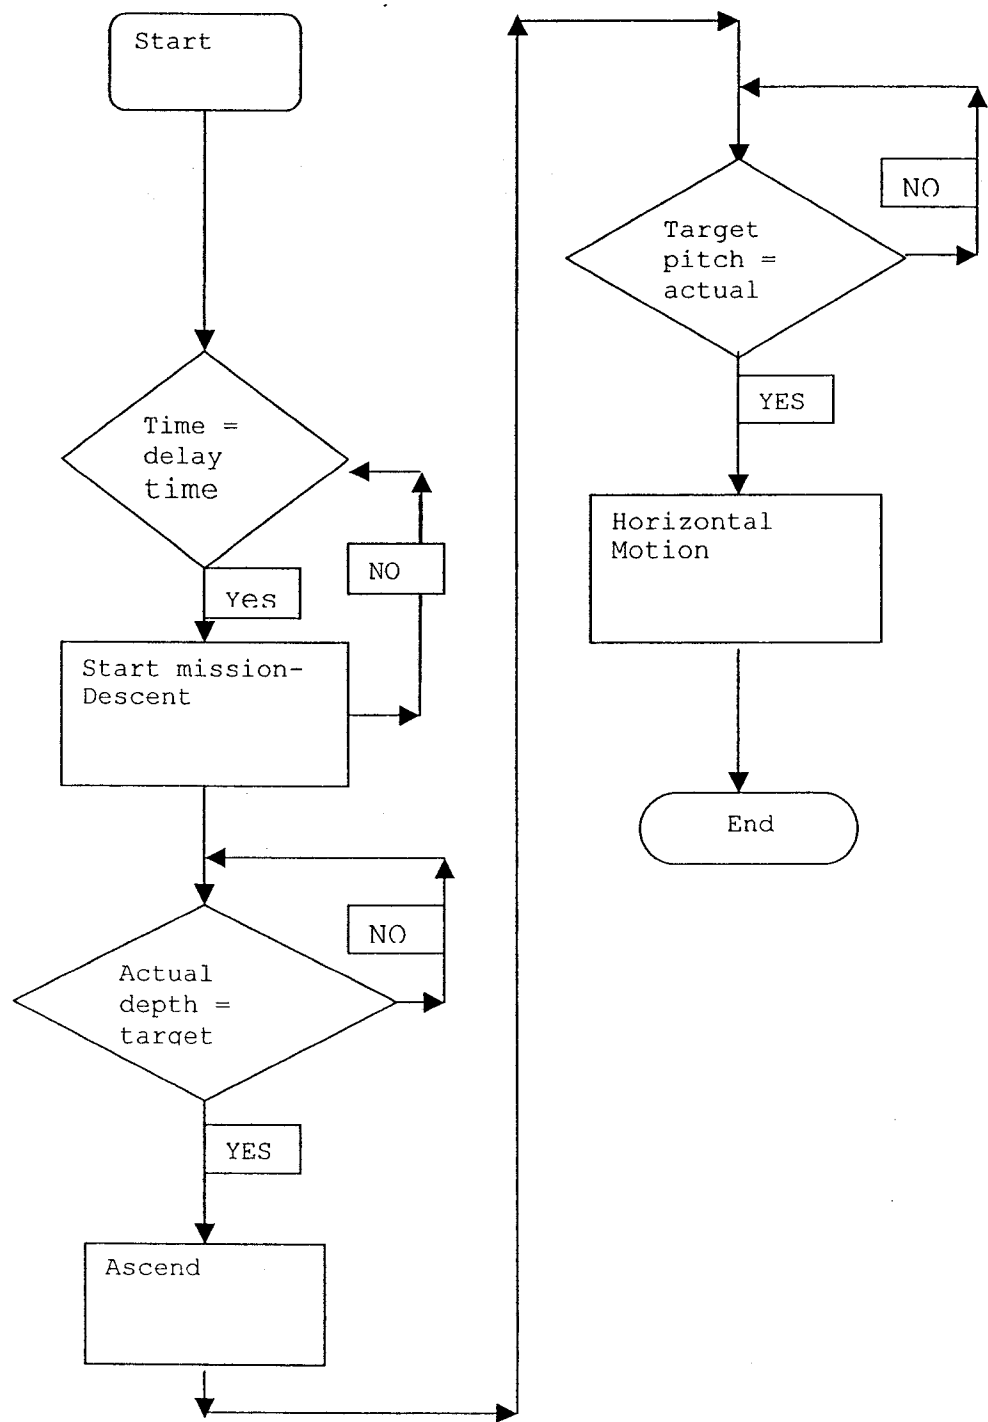 Start
Time =
delay
time
Yes
NO
Start mission-
Descent
NO
Actual
depth =
target
YES
Ascend
NO
Target
pitch =
actual
YES
Horizontal
Motion
End